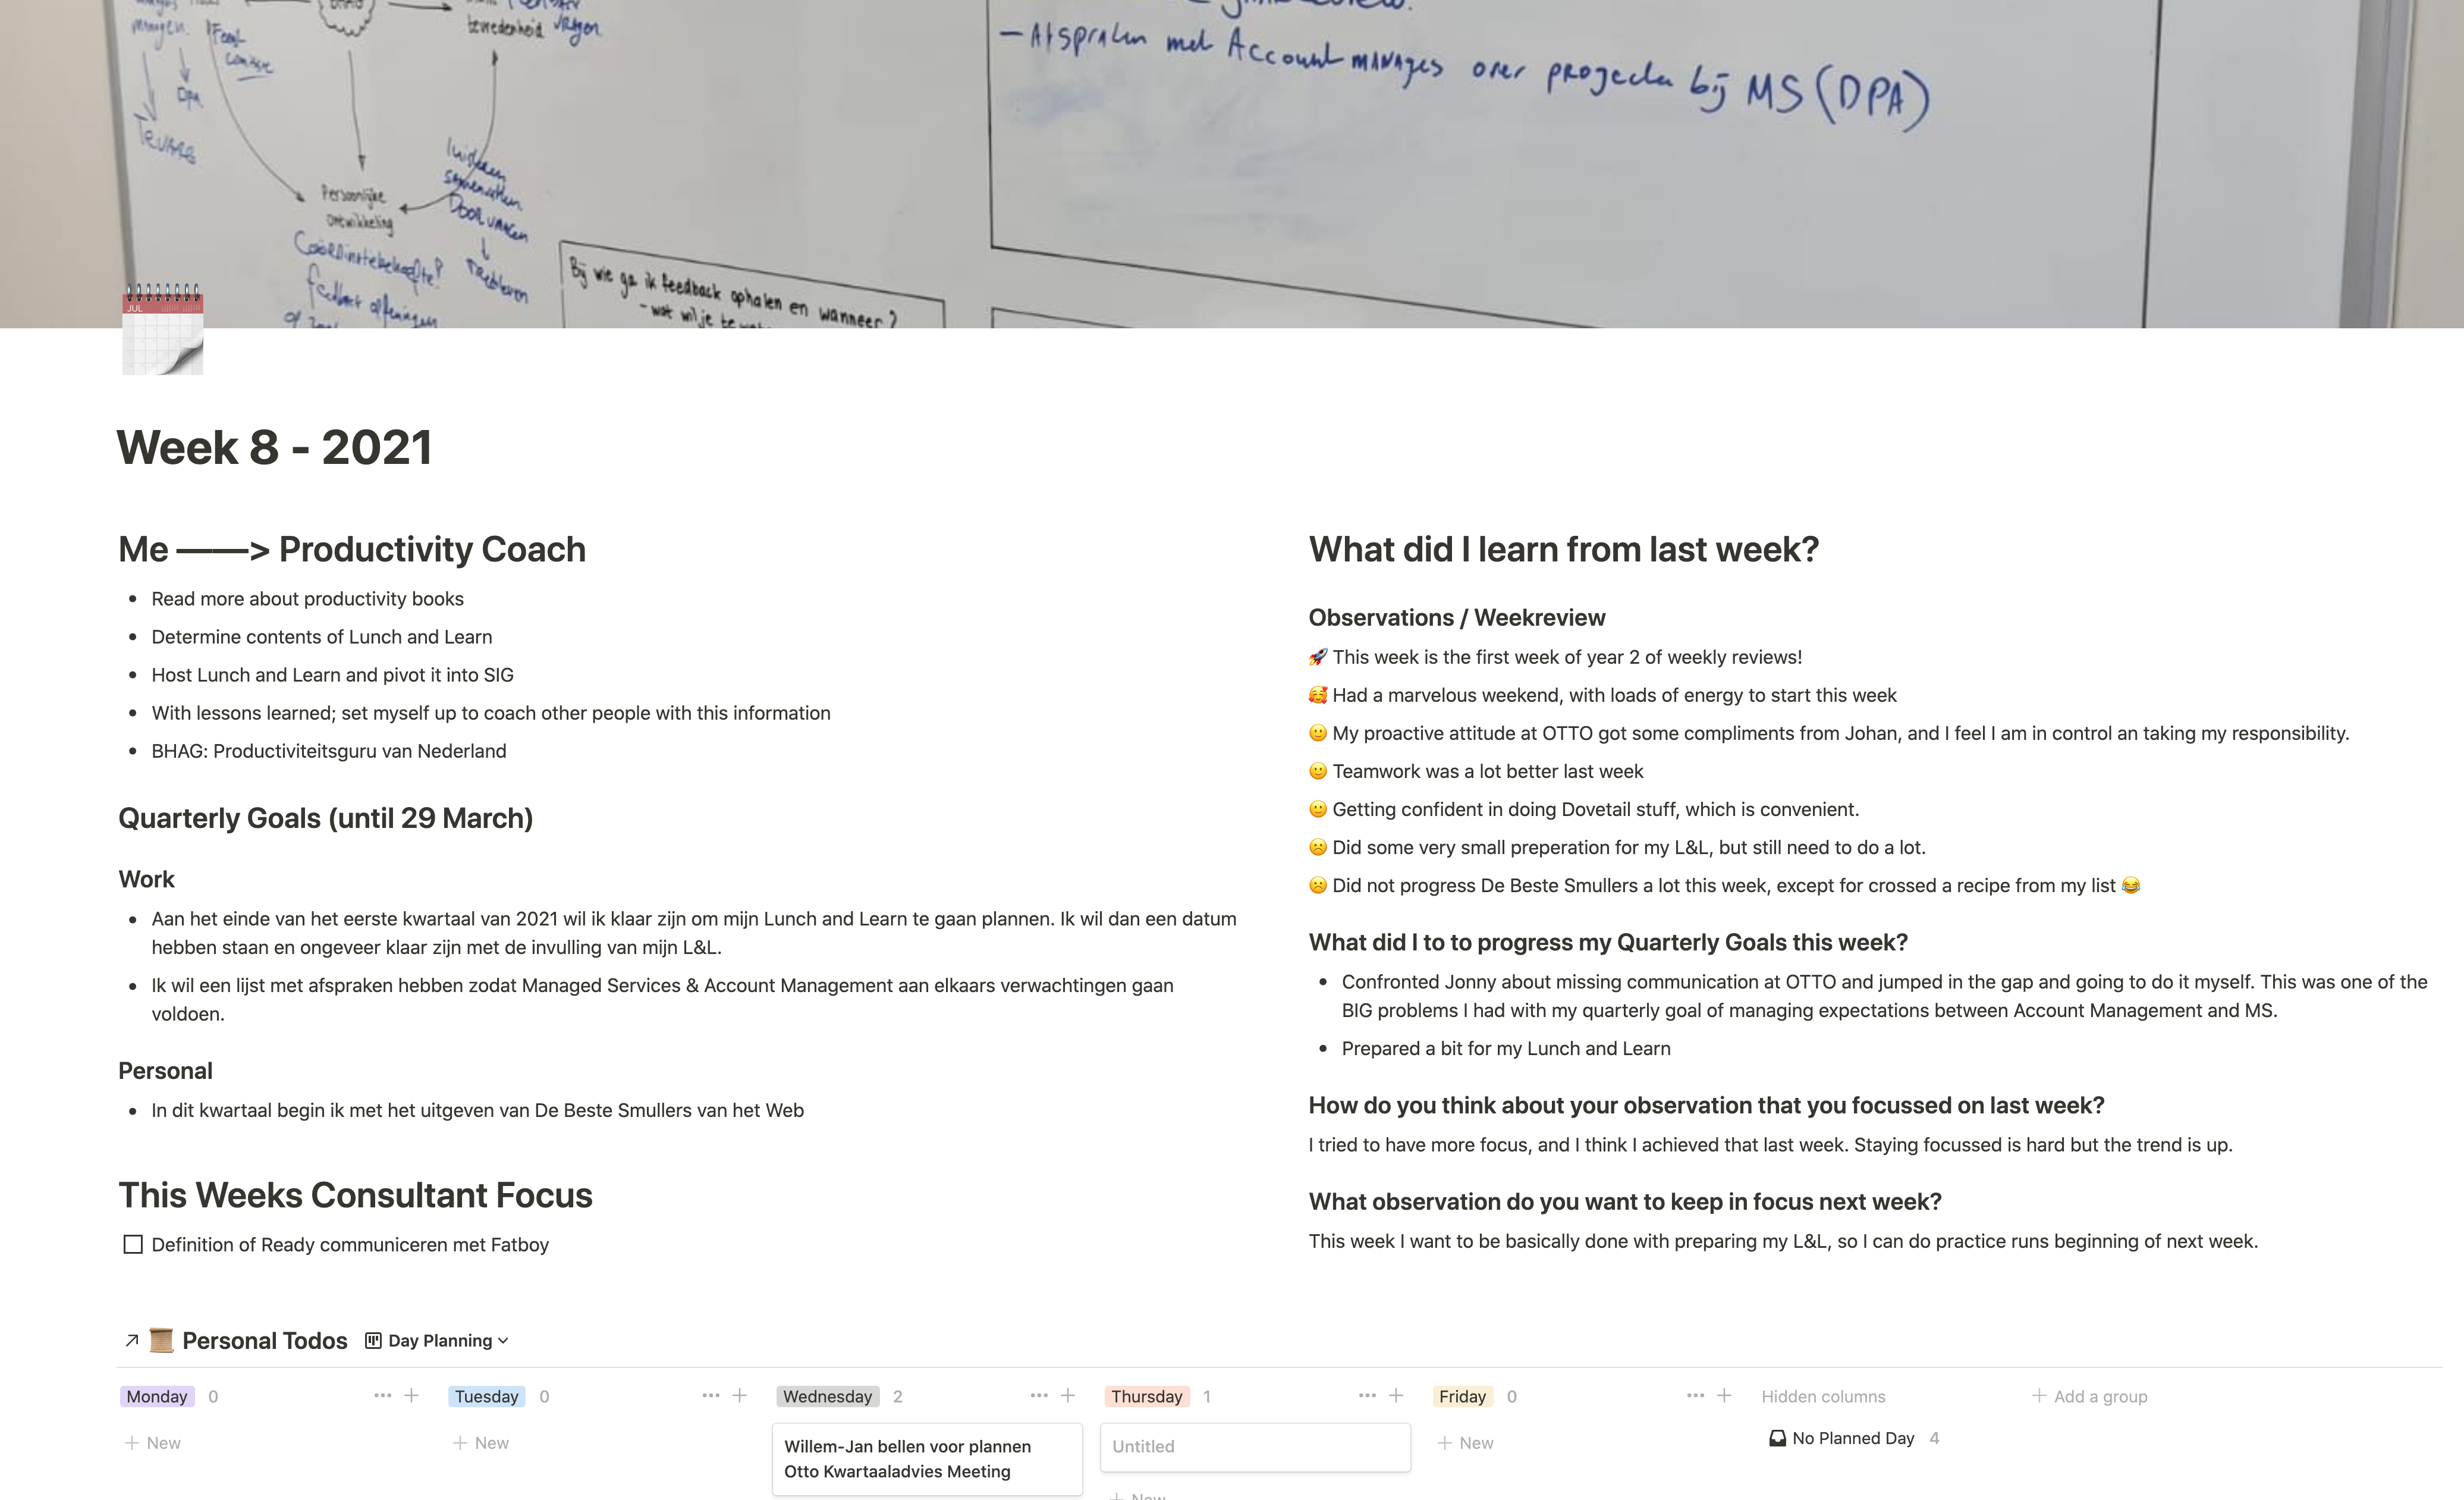 mangen.
Feed
DPA
bevredenheid vragen
Persoonlijke
ontwikkeling
Samenvatten
Doorvragen
feedback
- Afspraken met Account manages over projecten bij MS (DPA)
Bij wie ga ik feedback ophalen en wanneer?
- wat wil je te
JUL
Week 8 - 2021
Me ——> Productivity Coach
• Read more about productivity books
• Determine contents of Lunch and Learn
• Host Lunch and Learn and pivot it into SIG
• With lessons learned; set myself up to coach other people with this information
• BHAG: Productiviteitsguru van Nederland
Quarterly Goals (until 29 March)
Work
• Aan het einde van het eerste kwartaal van 2021 wil ik klaar zijn om mijn Lunch and Learn te gaan plannen. Ik wil dan een datum
hebben staan en ongeveer klaar zijn met de invulling van mijn L&L.
• Ik wil een lijst met afspraken hebben zodat Managed Services & Account Management aan elkaars verwachtingen gaan
voldoen.
Personal
• In dit kwartaal begin ik met het uitgeven van De Beste Smullers van het Web
This Weeks Consultant Focus
Definition of Ready communiceren met Fatboy
What did I learn from last week?
Observations / Weekreview
🚀 This week is the first week of year 2 of weekly reviews!
🥰 Had a marvelous weekend, with loads of energy to start this week
🙂 My proactive attitude at OTTO got some compliments from Johan, and I feel I am in control an taking my responsibility.
🙂 Teamwork was a lot better last week
🙂 Getting confident in doing Dovetail stuff, which is convenient.
☹️ Did some very small preperation for my L&L, but still need to do a lot.
☹️ Did not progress De Beste Smullers a lot this week, except for crossed a recipe from my list 😂
What did I to to progress my Quarterly Goals this week?
• Confronted Jonny about missing communication at OTTO and jumped in the gap and going to do it myself. This was one of the
BIG problems I had with my quarterly goal of managing expectations between Account Management and MS.
• Prepared a bit for my Lunch and Learn
How do you think about your observation that you focussed on last week?
I tried to have more focus, and I think I achieved that last week. Staying focussed is hard but the trend is up.
What observation do you want to keep in focus next week?
This week I want to be basically done with preparing my L&L, so I can do practice runs beginning of next week.
Personal Todos Day Planning
Monday 0 Tuesday 0 Wednesday 2 Thursday 1 Friday 0 Hidden columns + Add a group
+ New + New Willem-Jan bellen voor plannen Untitled + New No Planned Day 4
Otto Kwartaaladvies Meeting
+ New